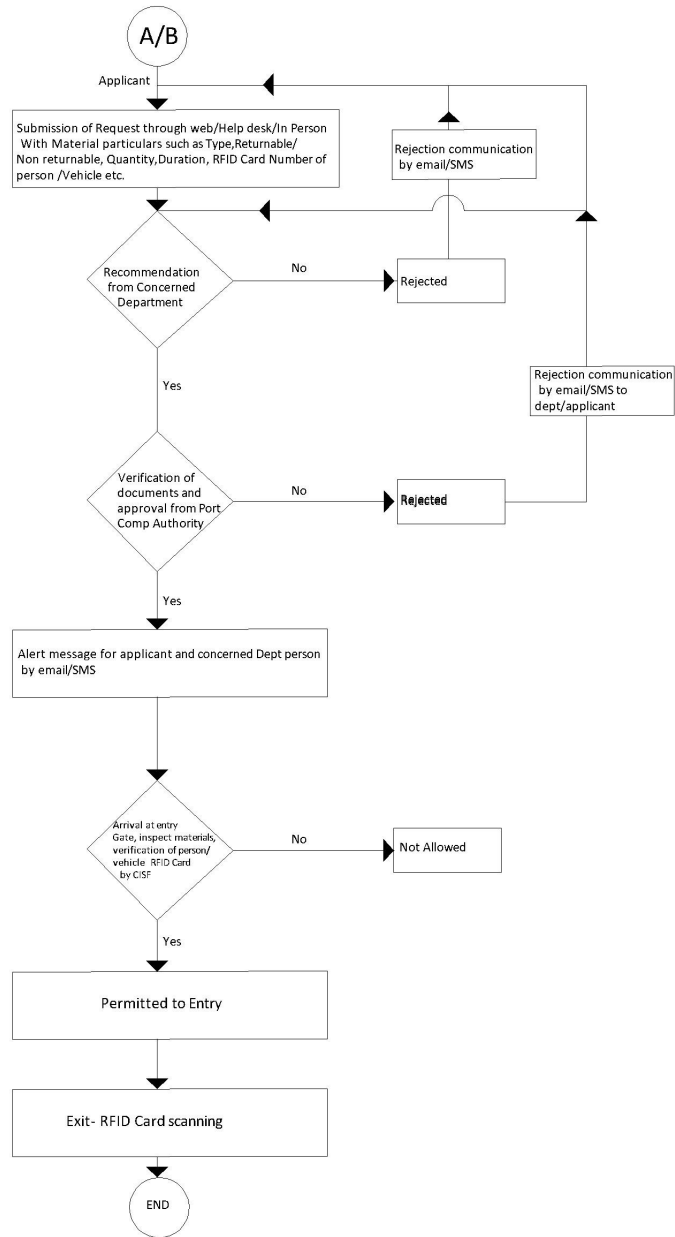 A/B
Applicant
Submission of Request through web/Help desk/In Person
With Material particulars such as Type,Returnable/
Non returnable, Quantity,Duration, RFID Card Number of
person /Vehicle etc.
Rejection communication
by email/SMS
Recommendation
from Concerned
Department
No
Rejected
Yes
Rejection communication
by email/SMS to
dept/applicant
Verification of
documents and
approval from Port
Comp Authority
No
Rejected
Yes
Alert message for applicant and concerned Dept person
by email/SMS
Arrival at entry
Gate, inspect materials,
verification of person/
vehicle RFID Card
by CISF
No
Not Allowed
Yes
Permitted to Entry
Exit- RFID Card scanning
END